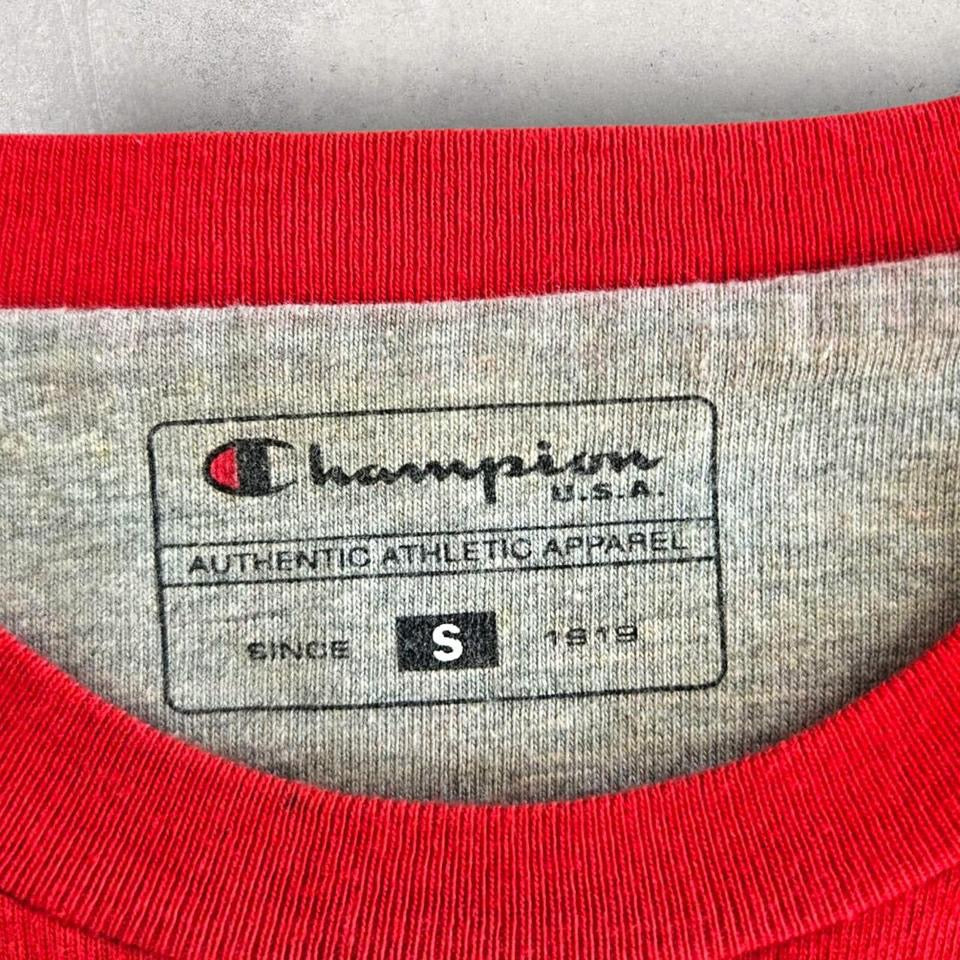 Champion
U.S.A.
AUTHENTIC ATHLETIC APPAREL
SINCE S 1919